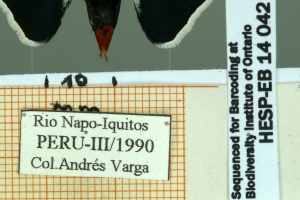 10
Rio Napo-Iquitos
PERU-III/1990
Col.Andrés Varga
Sequenced for Barcoding at
Biodiversity Institute of Ontario
HESP-EB 14 042